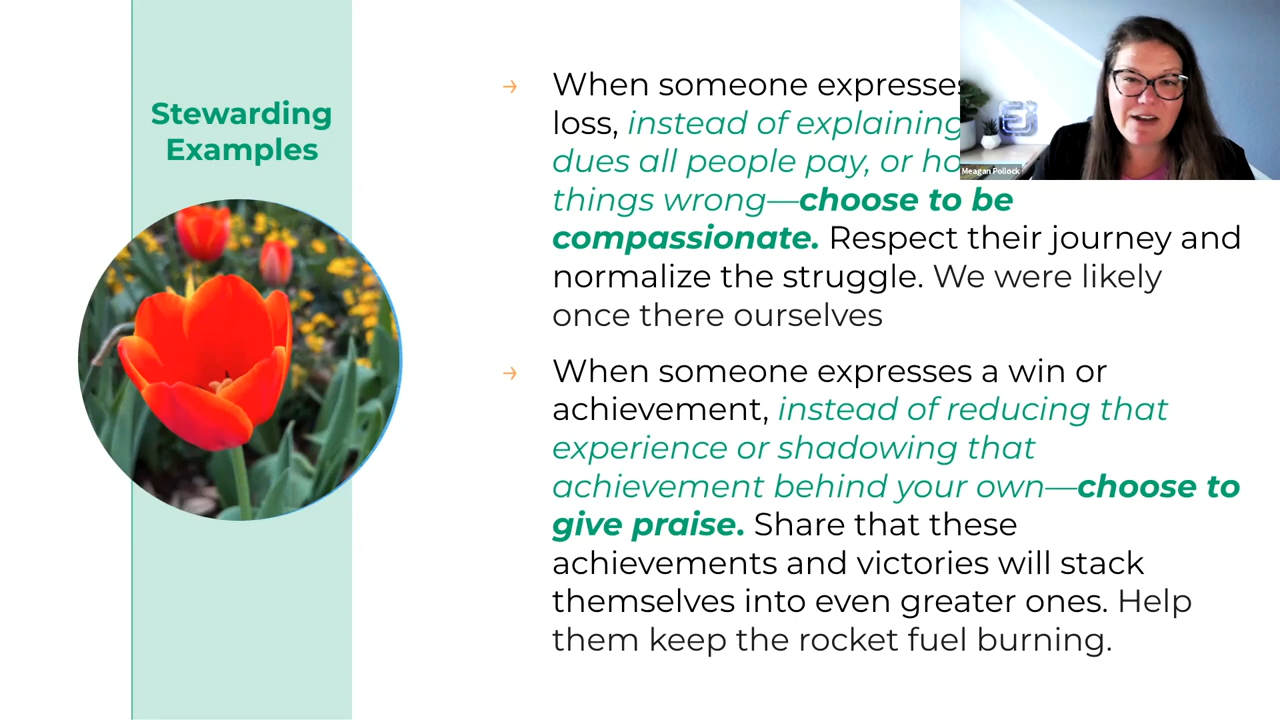 Stewarding
Examples
→ When someone expresses
loss, instead of explaining
dues all people pay, or
things wrong—choose to be
compassionate. Respect their journey and
normalize the struggle. We were likely
once there ourselves
→ When someone expresses a win or
achievement, instead of reducing that
experience or shadowing that
achievement behind your own—choose to
give praise. Share that these
achievements and victories will stack
themselves into even greater ones. Help
them keep the rocket fuel burning.
Meagan Pollock